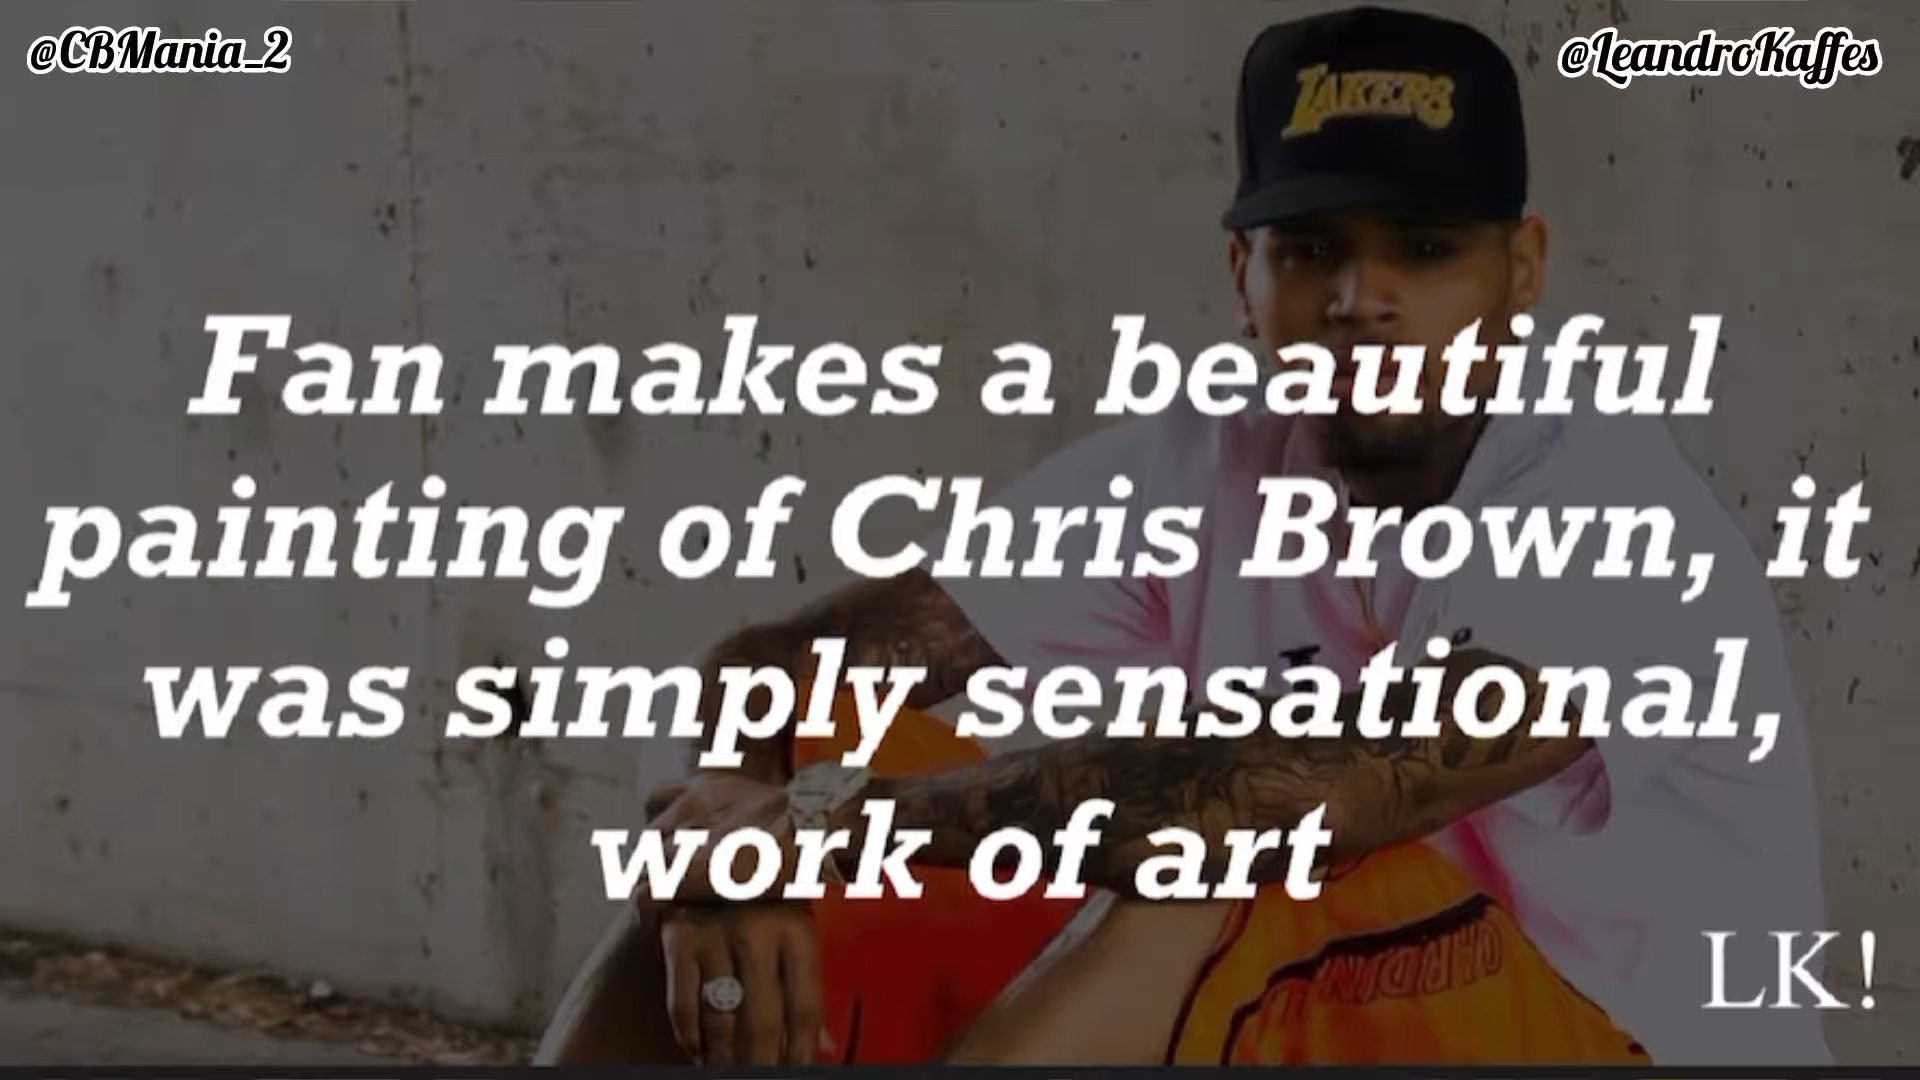 @CBMania_2
@LeandroKaffes
LAKERS
Fan makes a beautiful
painting of Chris Brown, it
was simply sensational,
work of art
LK!